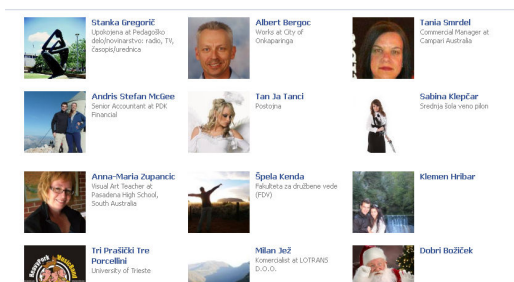 Stanka Gregorič
Upokojena at Pedagoško
delo/novinarstvo: radio, TV,
časopis/urednica
Albert Bergoc
Works at City of
Onkaparinga
Tania Smrdel
Commercial Manager at
Campari Australia
Andris Stefan McGee
Senior Accountant at PDK
Financial
Tan Ja Tanci
Postojna
Sabina Klepčar
Srednja šola veno pilon
Anna-Maria Zupancic
Visual Art Teacher at
Pasadena High School,
South Australia
Špela Kenda
Fakulteta za družbene vede
(FDV)
Klemen Hribar
HeavyPork
MusicBand
Tri Prašički Tre
Porcellini
University of Trieste
Milan Jež
Komercialist at LOTRANS
D.O.O.
Dobri Božiček